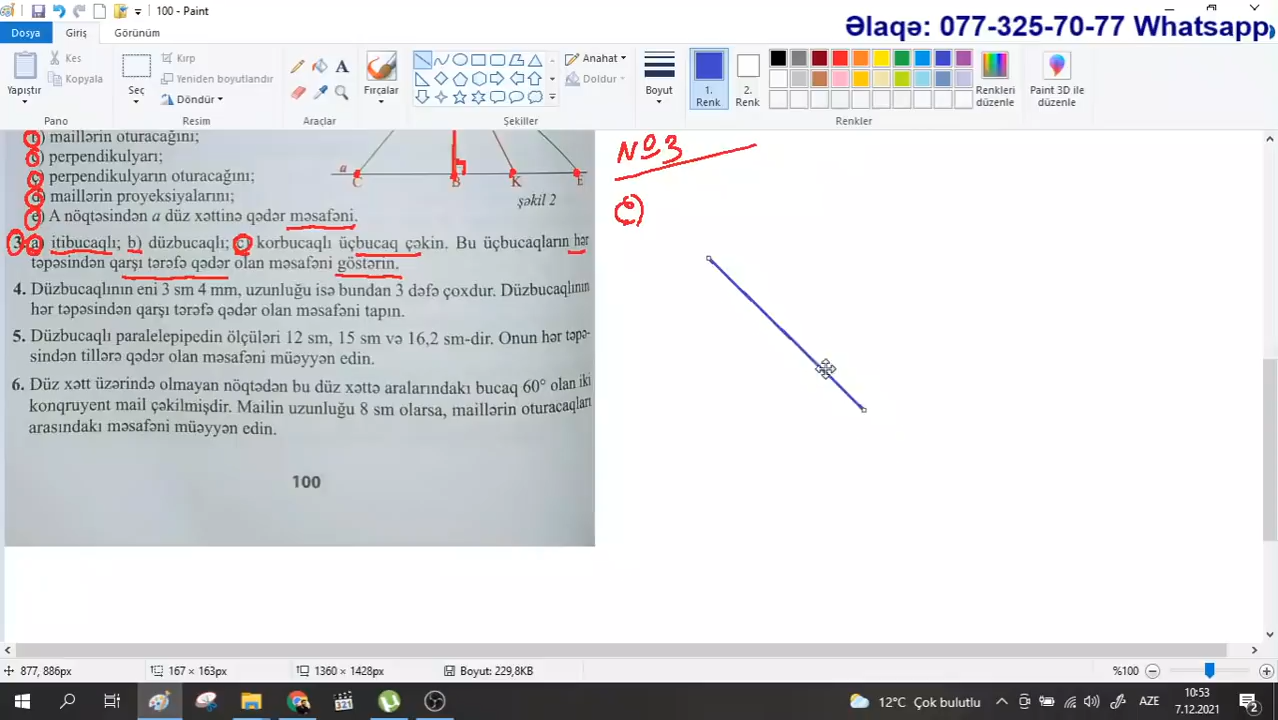 100 - Paint
Əlaqə: 077-325-70-77 Whatsapp
Dosya Giriş Görünüm
Yapıştır
Kes
Kopyala
Pano
Seç
Kırp
Yeniden boyutlandır
Döndür
Resim
A
Araçlar
Fırçalar
Şekiller
Anahat
Doldur
Boyut
1. Renk
2. Renk
Renkler
Renkleri düzenle
Paint 3D ile düzenle
b) maillərin oturacağını;
c) perpendikulyarı;
ç) perpendikulyarın oturacağını;
d) maillərin proyeksiyalarını;
e) A nöqtəsindən a düz xəttinə qədər məsafəni.
a C B K E
şəkil 2
3. a) itibucaqlı; b) düzbucaqlı; c) korbucaqlı üçbucaq çəkin. Bu üçbucaqların hər
təpəsindən qarşı tərəfə qədər olan məsafəni göstərin.
4. Düzbucaqlının eni 3 sm 4 mm, uzunluğu isə bundan 3 dəfə çoxdur. Düzbucaqlının
hər təpəsindən qarşı tərəfə qədər olan məsafəni tapın.
5. Düzbucaqlı paralelepipedin ölçüləri 12 sm, 15 sm və 16,2 sm-dir. Onun hər təpə-
sindən tillərə qədər olan məsafəni müəyyən edin.
6. Düz xətt üzərində olmayan nöqtədən bu düz xəttə aralarındakı bucaq 60° olan iki
konqruyent mail çəkilmişdir. Mailin uzunluğu 8 sm olarsa, maillərin oturacaqları
arasındakı məsafəni müəyyən edin.
100
№3
c)
877, 886px
167 × 163px
1360 × 1428px
Boyut: 229,8KB
%100
12°C Çok bulutlu
AZE
10:53
7.12.2021
2